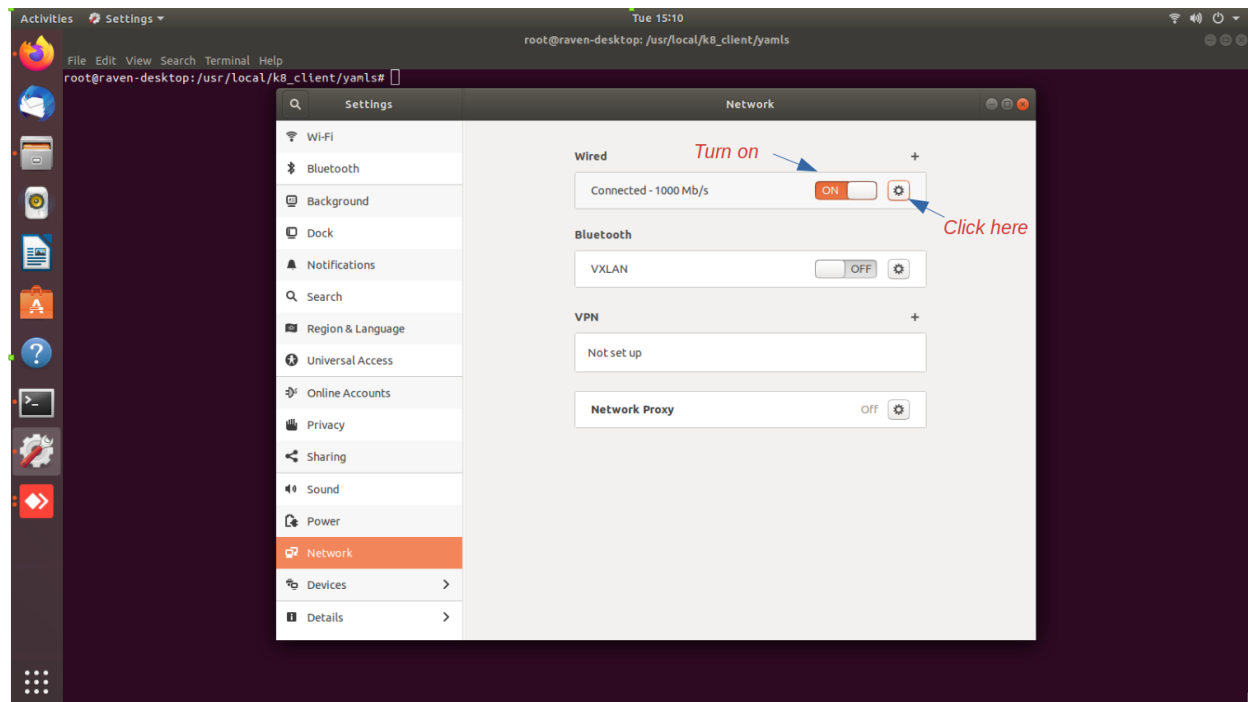 Activities Settings Tue 15:10
root@raven-desktop: /usr/local/k8_client/yamls
File Edit View Search Terminal Help
root@raven-desktop:/usr/local/k8_client/yamls#
Settings
Network
Wi-Fi
Bluetooth
Background
Dock
Notifications
Search
Region & Language
Universal Access
Online Accounts
Privacy
Sharing
Sound
Power
Network
Devices
Details
Wired
Turn on
+
Connected - 1000 Mb/s ON
Click here
Bluetooth
VXLAN OFF
VPN +
Not set up
Network Proxy Off